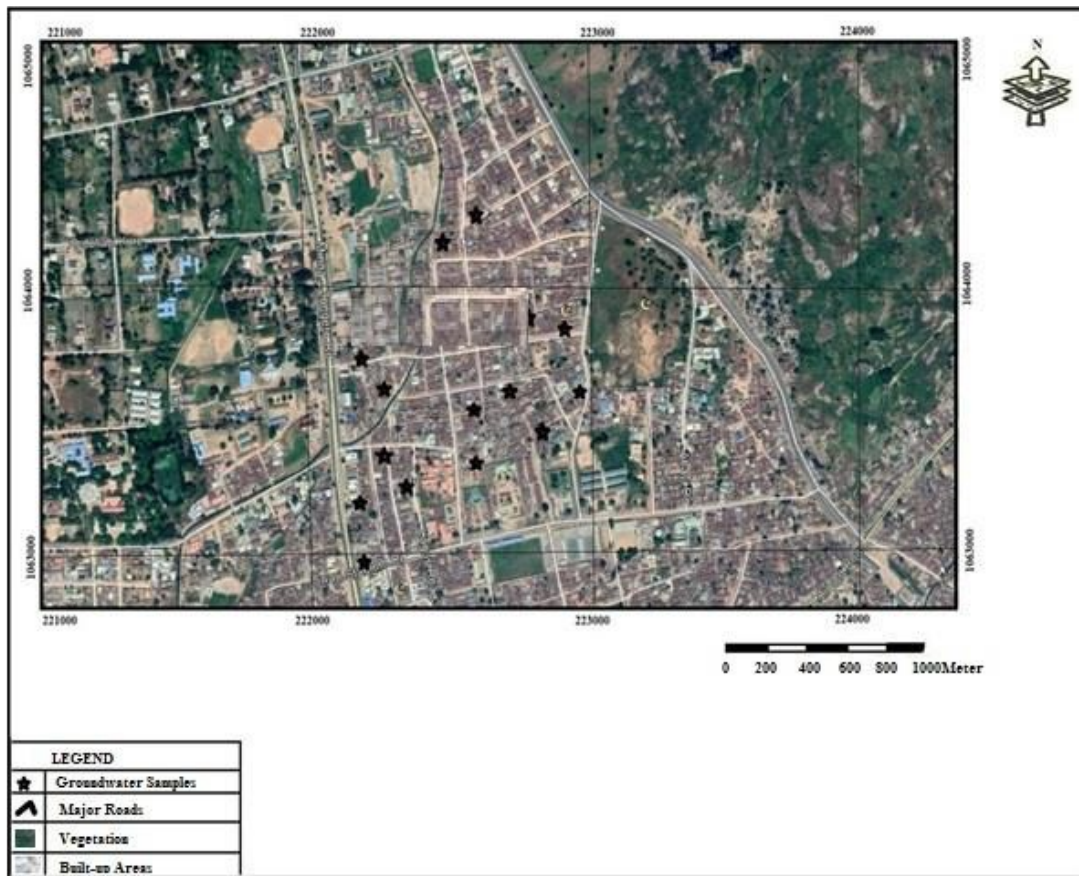 221000 222000 223000 224000
N
1065000 1065000
1064000 1064000
1063000 1063000
221000 222000 223000 224000
0 200 400 600 800 1000Meter
LEGEND
Groundwater Samples
Major Roads
Vegetation
Built-up Areas